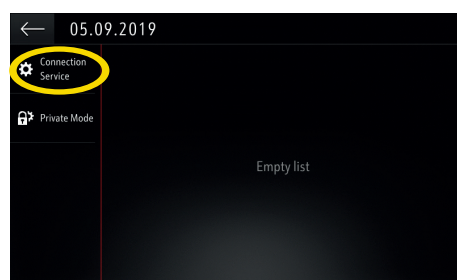 05.09.2019
Connection
Service
Private Mode
Empty list